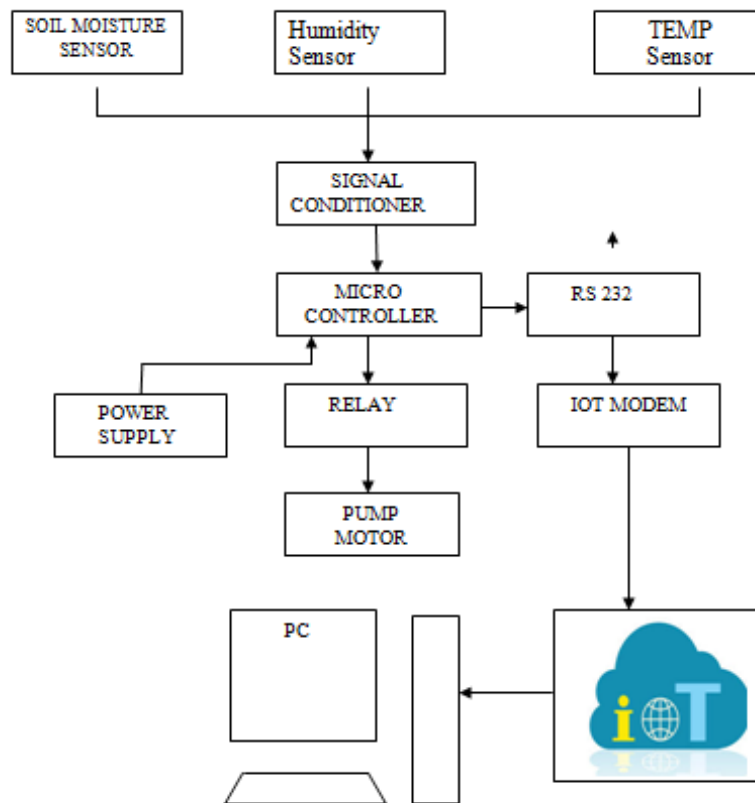 SOIL MOISTURE
SENSOR
Humidity
Sensor
TEMP
Sensor
SIGNAL
CONDITIONER
MICRO
CONTROLLER
RS 232
POWER
SUPPLY
RELAY
IOT MODEM
PUMP
MOTOR
PC
iOT